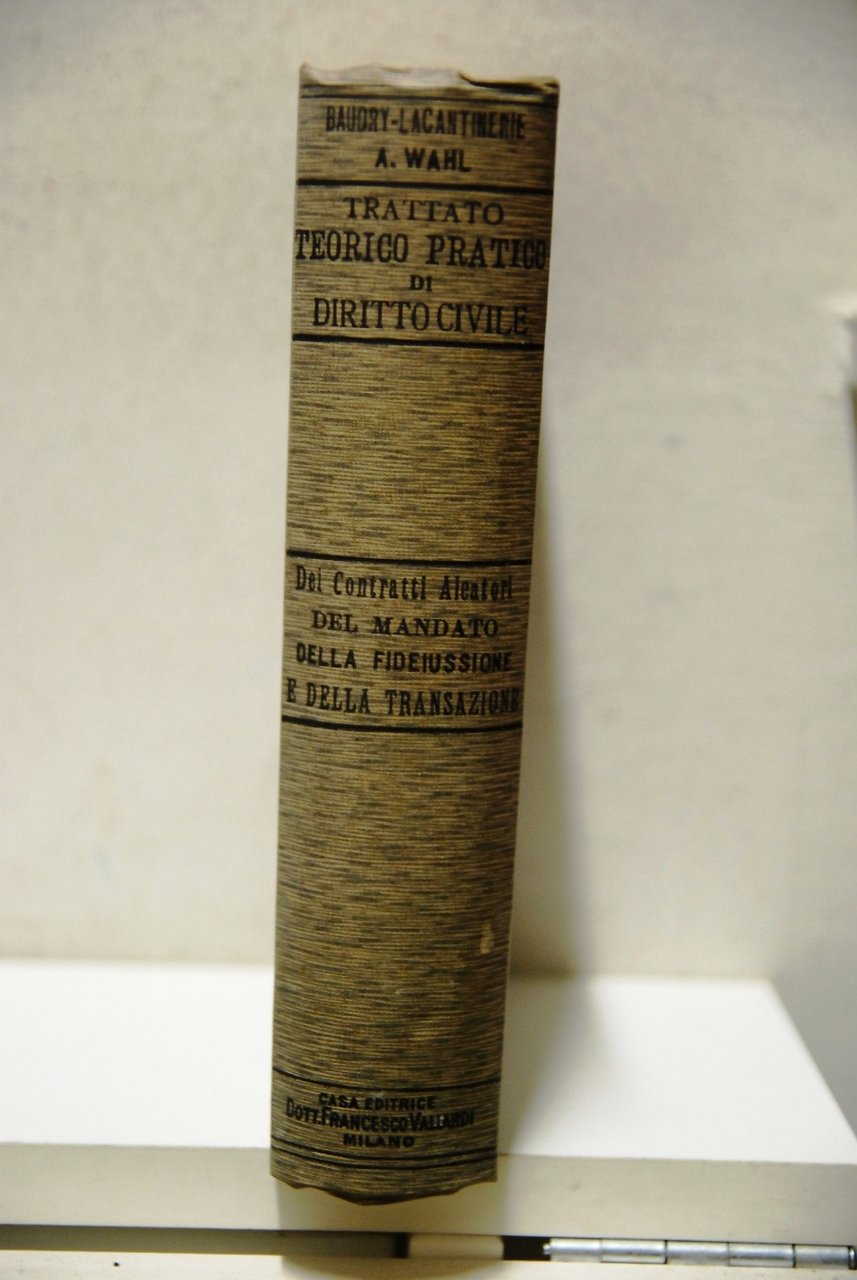 BAUDRY-LACANTINERIE
A. WAHL
TRATTATO
TEORICO PRATICO
DI
DIRITTO CIVILE
Dei Contratti Aleatori
DEL MANDATO
DELLA FIDEIUSSIONE
E DELLA TRANSAZIONE
CASA EDITRICE
DOTT. FRANCESCO VALLARDI
MILANO